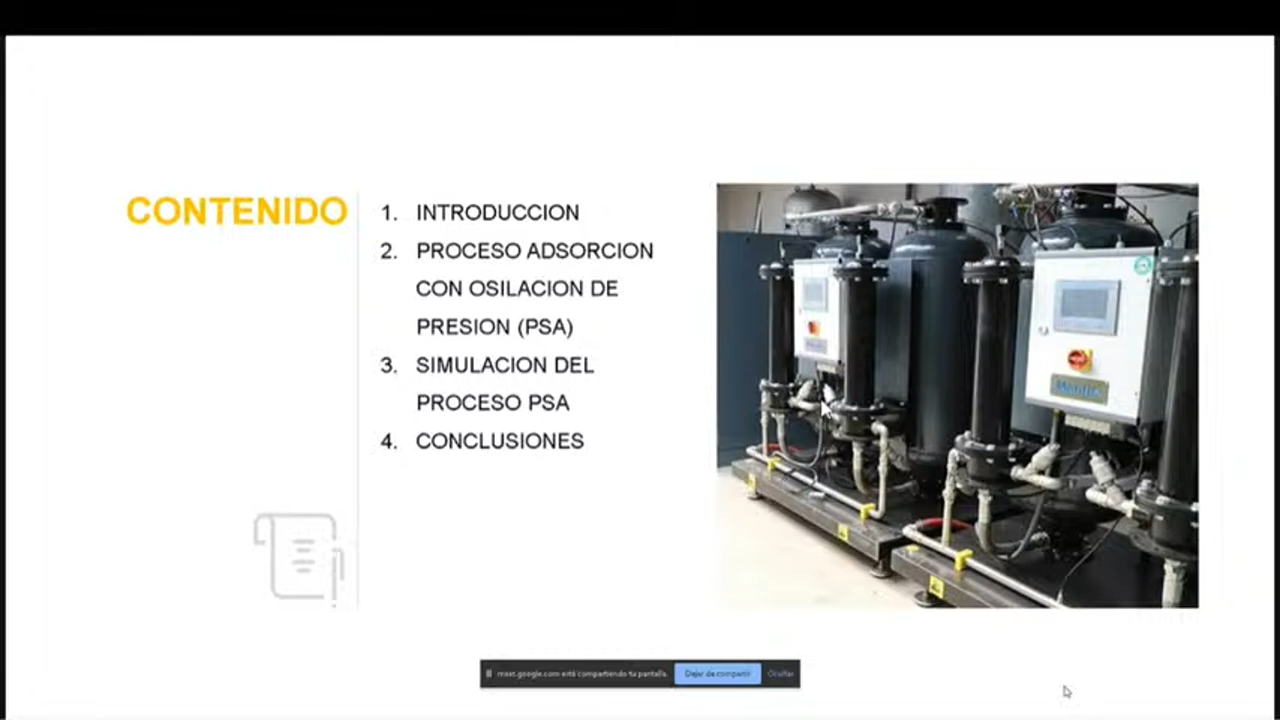 CONTENIDO
1. INTRODUCCION
2. PROCESO ADSORCION
CON OSILACION DE
PRESION (PSA)
3. SIMULACION DEL
PROCESO PSA
4. CONCLUSIONES
meet.google.com está compartiendo tu pantalla.
Dejar de compartir
Ocultar